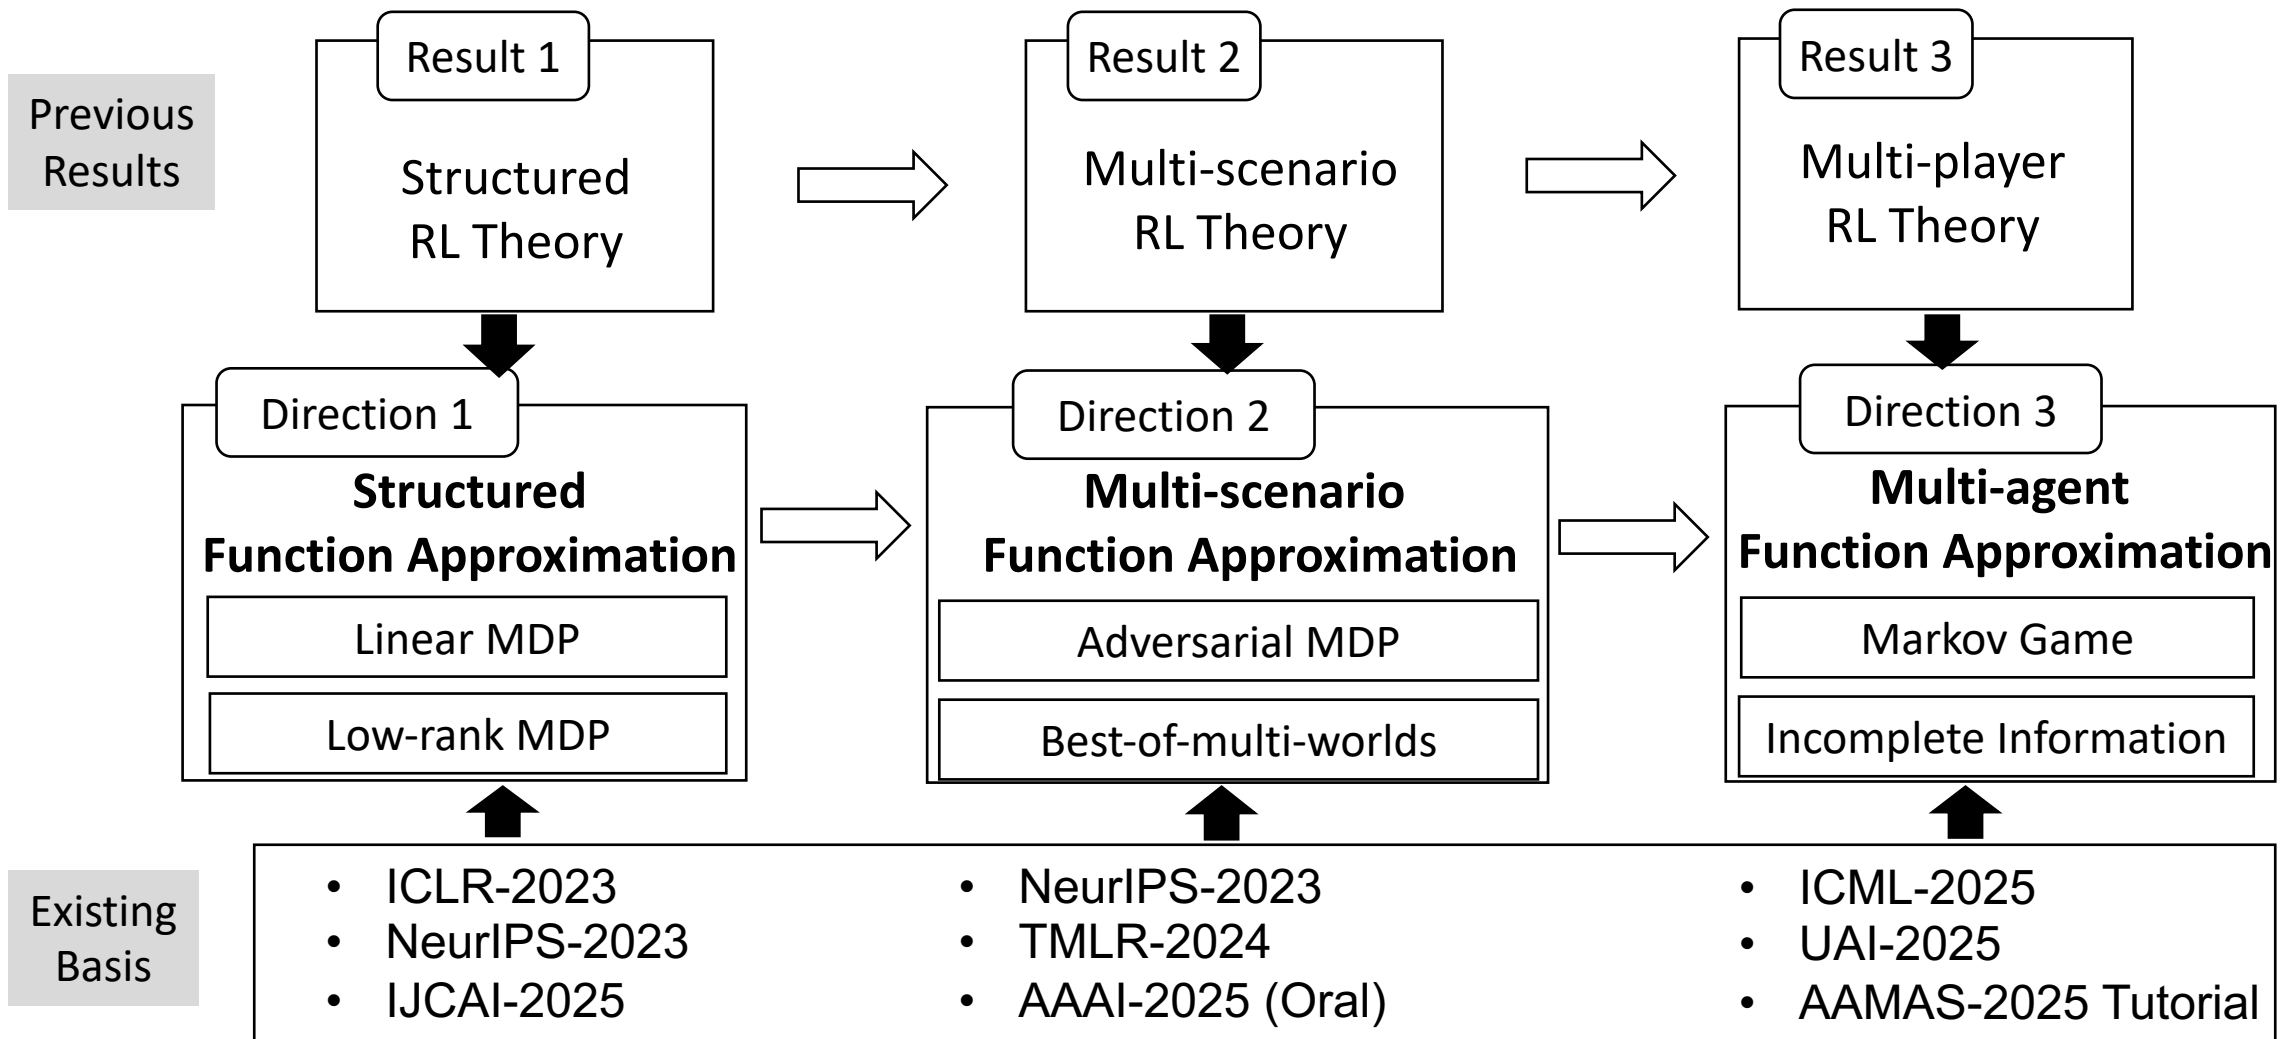 Previous
Results
Result 1
Structured
RL Theory
Result 2
Multi-scenario
RL Theory
Result 3
Multi-player
RL Theory
Direction 1
Structured
Function Approximation
Linear MDP
Low-rank MDP
Direction 2
Multi-scenario
Function Approximation
Adversarial MDP
Best-of-multi-worlds
Direction 3
Multi-agent
Function Approximation
Markov Game
Incomplete Information
Existing
Basis
• ICLR-2023
• NeurIPS-2023
• IJCAI-2025
• NeurIPS-2023
• TMLR-2024
• AAAI-2025 (Oral)
• ICML-2025
• UAI-2025
• AAMAS-2025 Tutorial